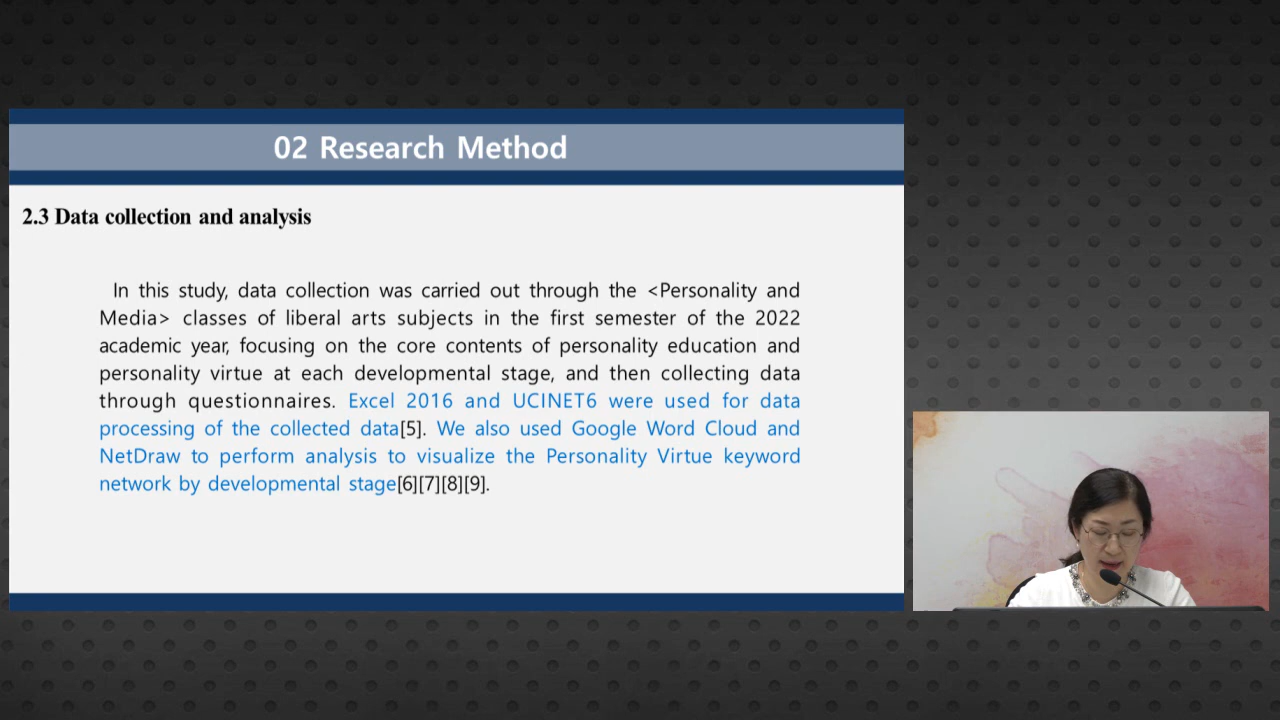 02 Research Method
2.3 Data collection and analysis
In this study, data collection was carried out through the <Personality and
Media> classes of liberal arts subjects in the first semester of the 2022
academic year, focusing on the core contents of personality education and
personality virtue at each developmental stage, and then collecting data
through questionnaires. Excel 2016 and UCINET6 were used for data
processing of the collected data[5]. We also used Google Word Cloud and
NetDraw to perform analysis to visualize the Personality Virtue keyword
network by developmental stage[6][7][8][9].